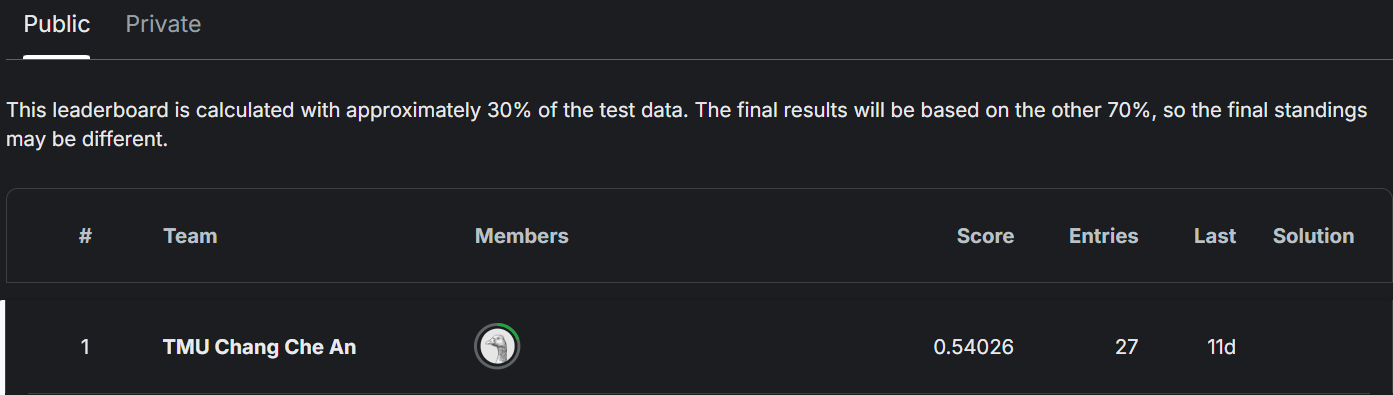 Public Private
This leaderboard is calculated with approximately 30% of the test data. The final results will be based on the other 70%, so the final standings
may be different.
# Team Members Score Entries Last Solution
1 TMU Chang Che An 0.54026 27 11d